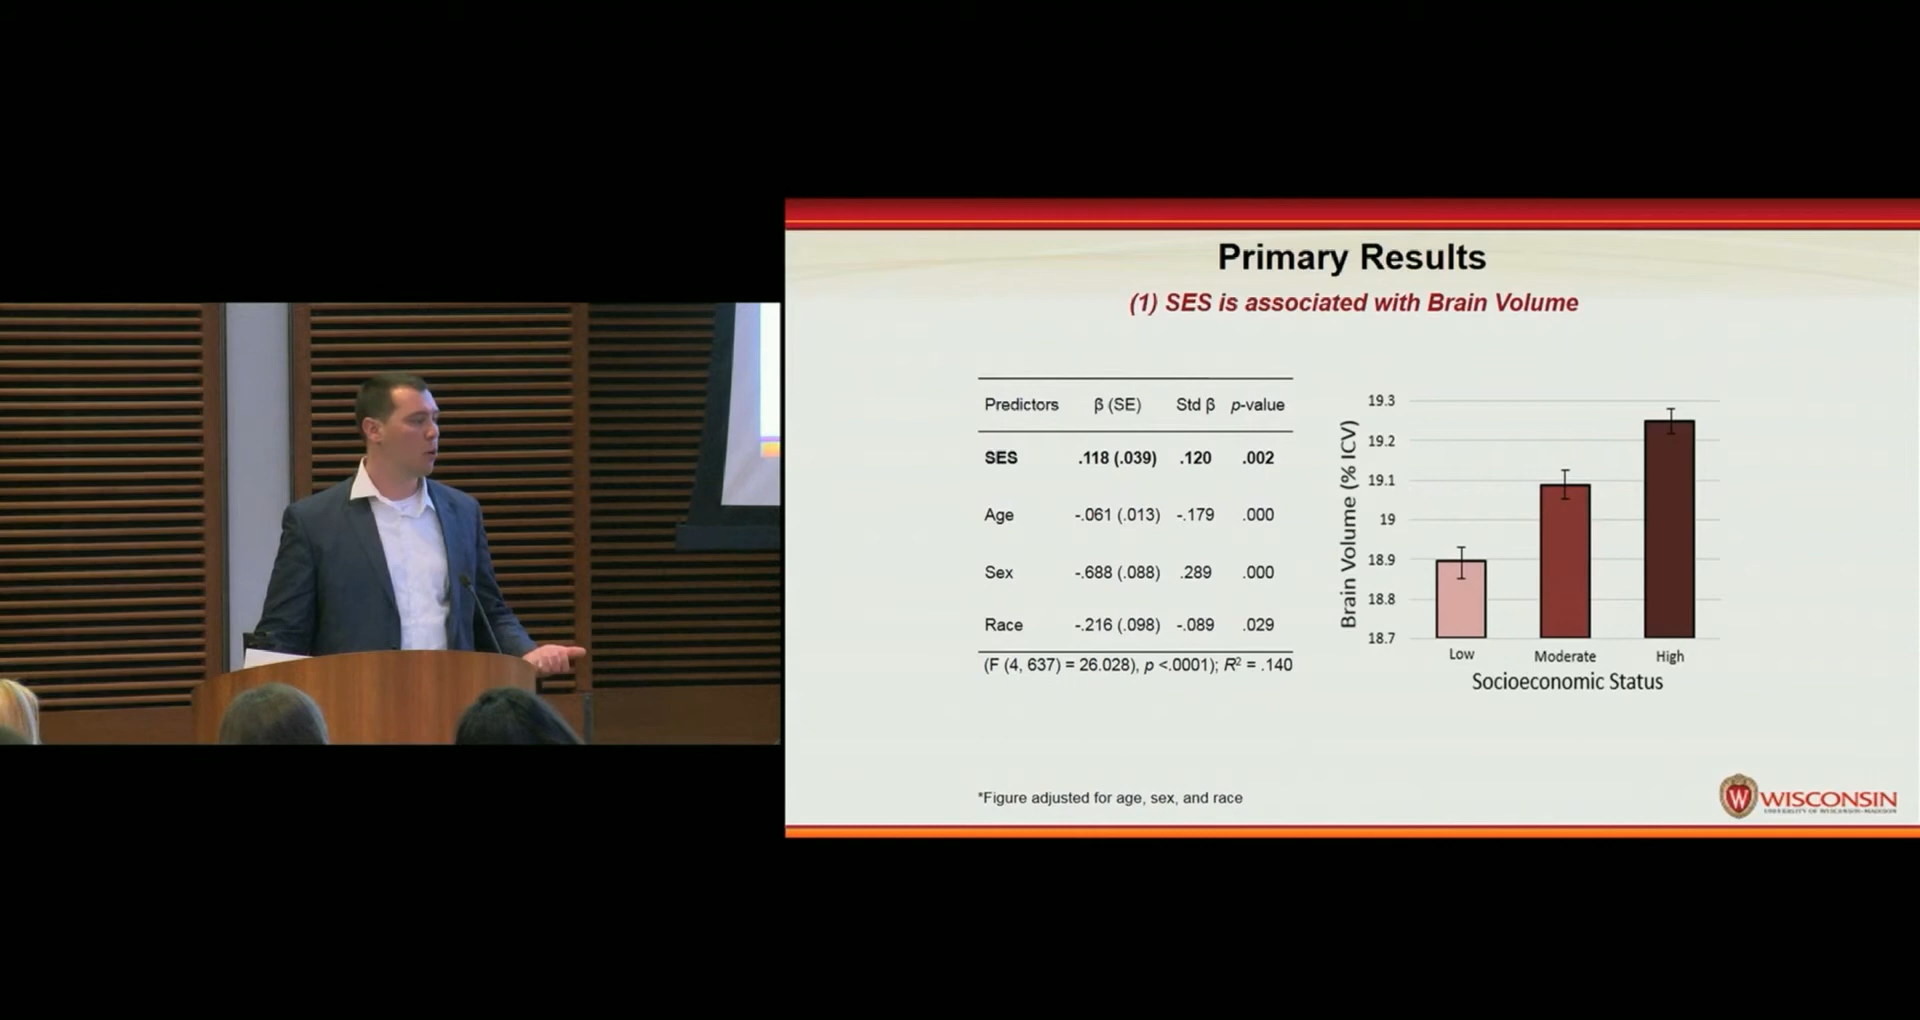 Primary Results
(1) SES is associated with Brain Volume
Predictors β (SE) Std β p-value
SES .118 (.039) .120 .002
Age -.061 (.013) -.179 .000
Sex -.688 (.088) .289 .000
Race -.216 (.098) -.089 .029
(F (4, 637) = 26.028), p <.0001); R² = .140
Brain Volume (% ICV)
19.3
19.2
19.1
19
18.9
18.8
18.7
Low Moderate High
Socioeconomic Status
*Figure adjusted for age, sex, and race
W WISCONSIN
UNIVERSITY OF WISCONSIN-MADISON